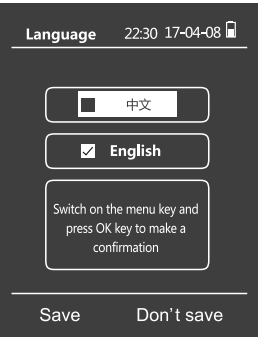 Language 22:30 17-04-08
中文
English
Switch on the menu key and
press OK key to make a
confirmation
Save Don't save